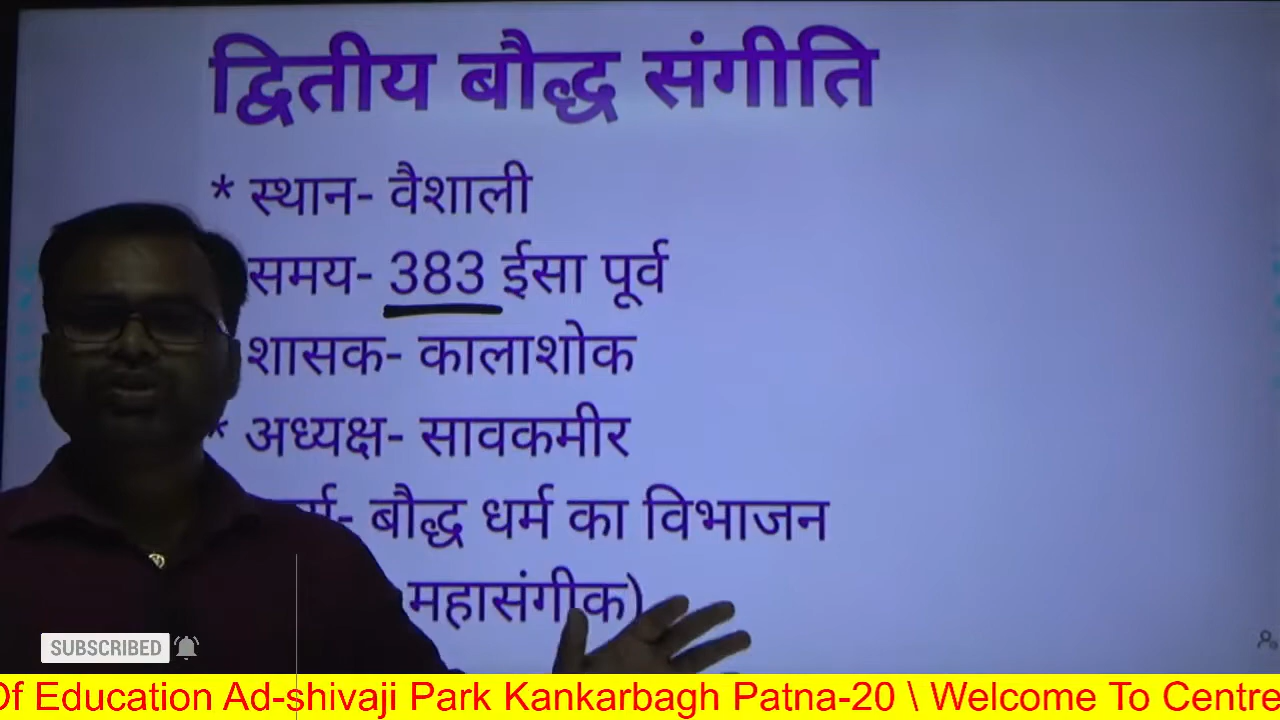 द्वितीय बौद्ध संगीति
* स्थान- वैशाली
समय- 383 ईसा पूर्व
शासक- कालाशोक
* अध्यक्ष- सावकमीर
बौद्ध धर्म का विभाजन
महासंगीक)
SUBSCRIBED
Of Education Ad-shivaji Park Kankarbagh Patna-20 \ Welcome To Centre